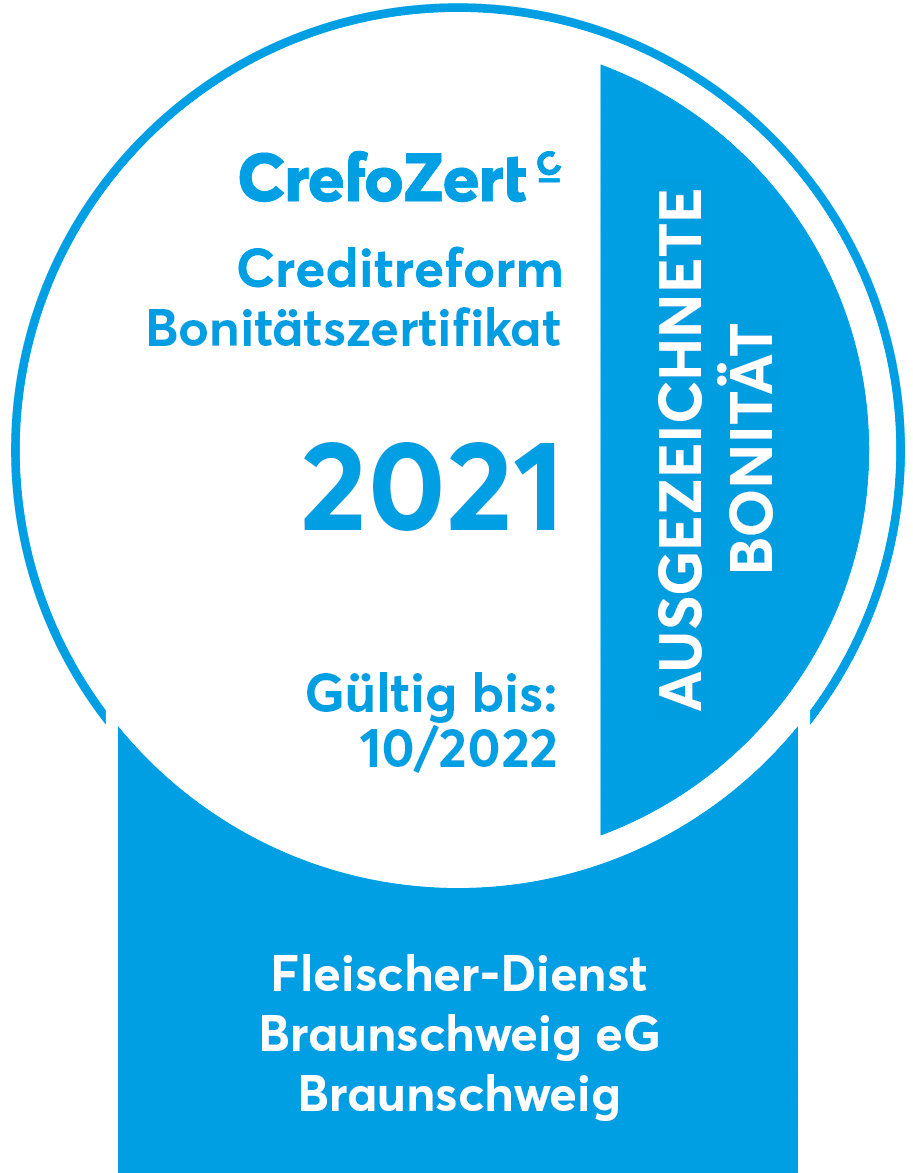 CrefoZert
Creditreform
Bonitätszertifikat
2021
Gültig bis:
10/2022
AUSGEZEICHNETE
BONITÄT
Fleischer-Dienst
Braunschweig eG
Braunschweig